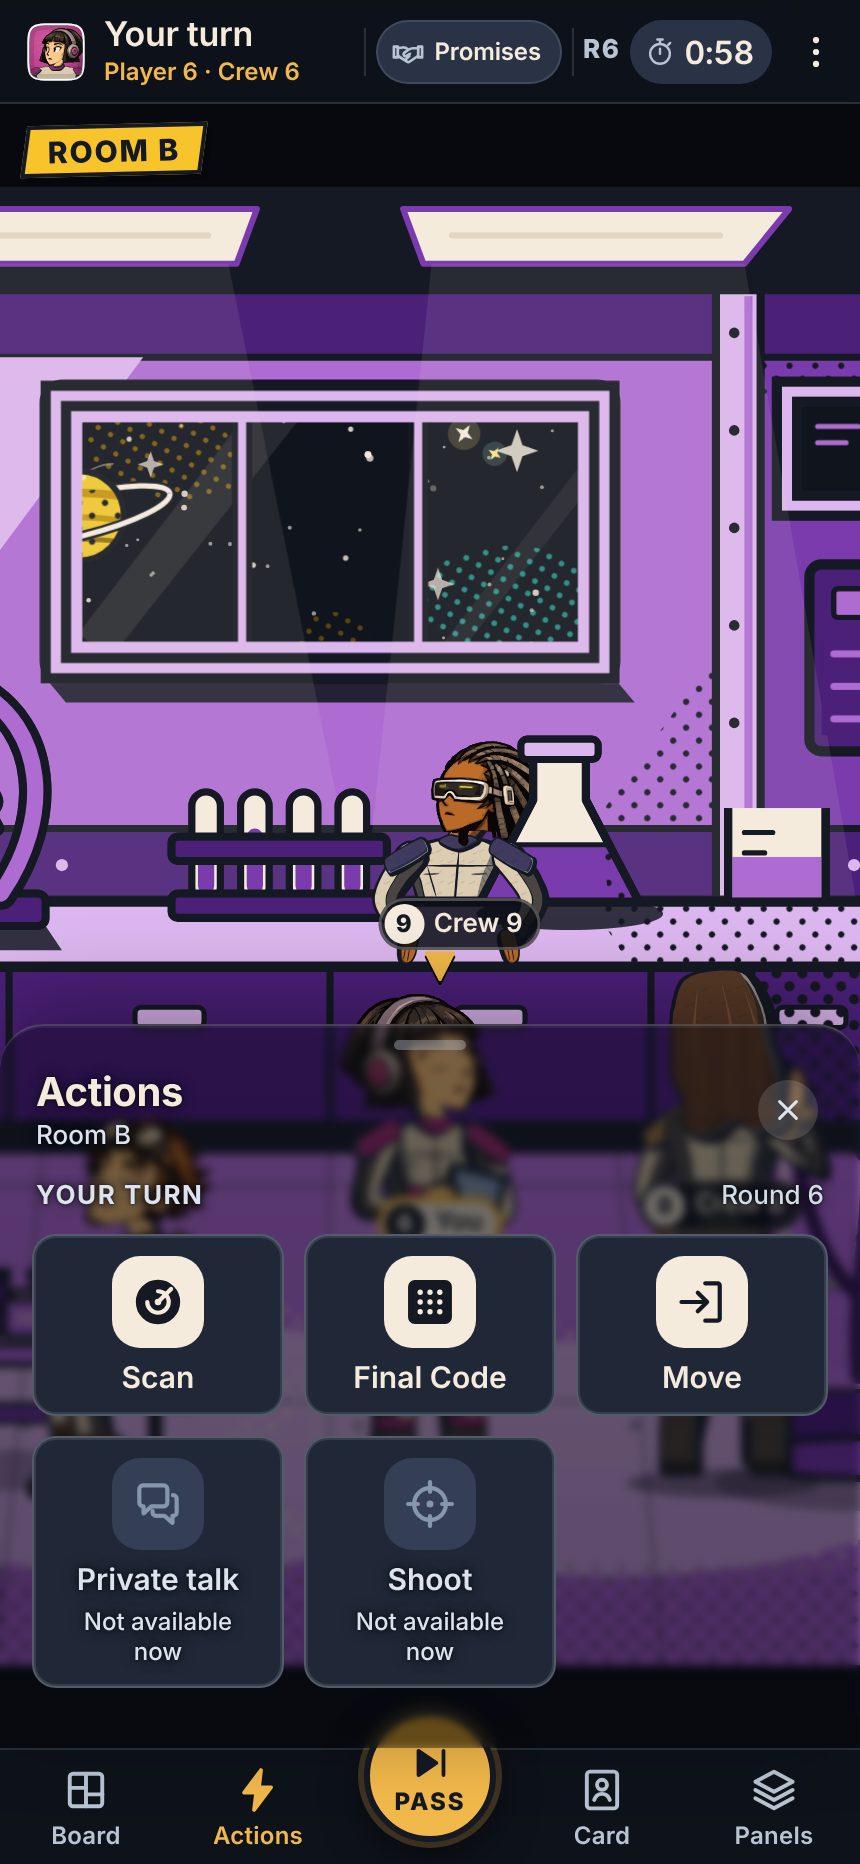 Your turn
Player 6 · Crew 6
Promises
R6
0:58
ROOM B
9 Crew 9
Actions
Room B
YOUR TURN
Round 6
Scan
Final Code
Move
Private talk
Not available
now
Shoot
Not available
now
PASS
Board
Actions
Card
Panels